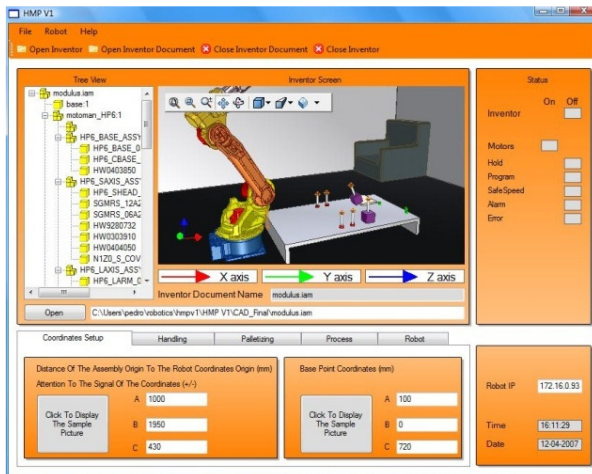 HMP V1
File Robot Help
Open Inventor Open Inventor Document Close Inventor Document Close Inventor
Tree View
modulus.iam
base:1
motoman_HP6:1
HP6_BASE_ASSY
HP6_BASE_0
HP6_CBASE_
HW0403850
HP6_SAXIS_ASS
HP6_SHEAD_
SGMRS_12A2
SGMRS_06A2
HW9280732
HW0303910
HW0404050
N1Z0_S_COV
HP6_LAXIS_ASSY
HP6_LARM_0
Inventor Screen
X axis Y axis Z axis
Inventor Document Name modulus.iam
Open C:\Users\pedro\robotics\hmpv1\HMP V1\CAD_Final\modulus.iam
Status
On Off
Inventor
Motors
Hold
Program
SafeSpeed
Alarm
Error
Coordinates Setup Handling Palletizing Process Robot
Distance Of The Assembly Origin To The Robot Coordinates Origin (mm)
Attention To The Signal Of The Coordinates (+/-)
Click To Display
The Sample
Picture
A 1000
B 1950
C 430
Base Point Coordinates (mm)
Click To Display
The Sample
Picture
A 100
B 0
C 720
Robot IP 172.16.0.93
Time 16:11:29
Date 12-04-2007